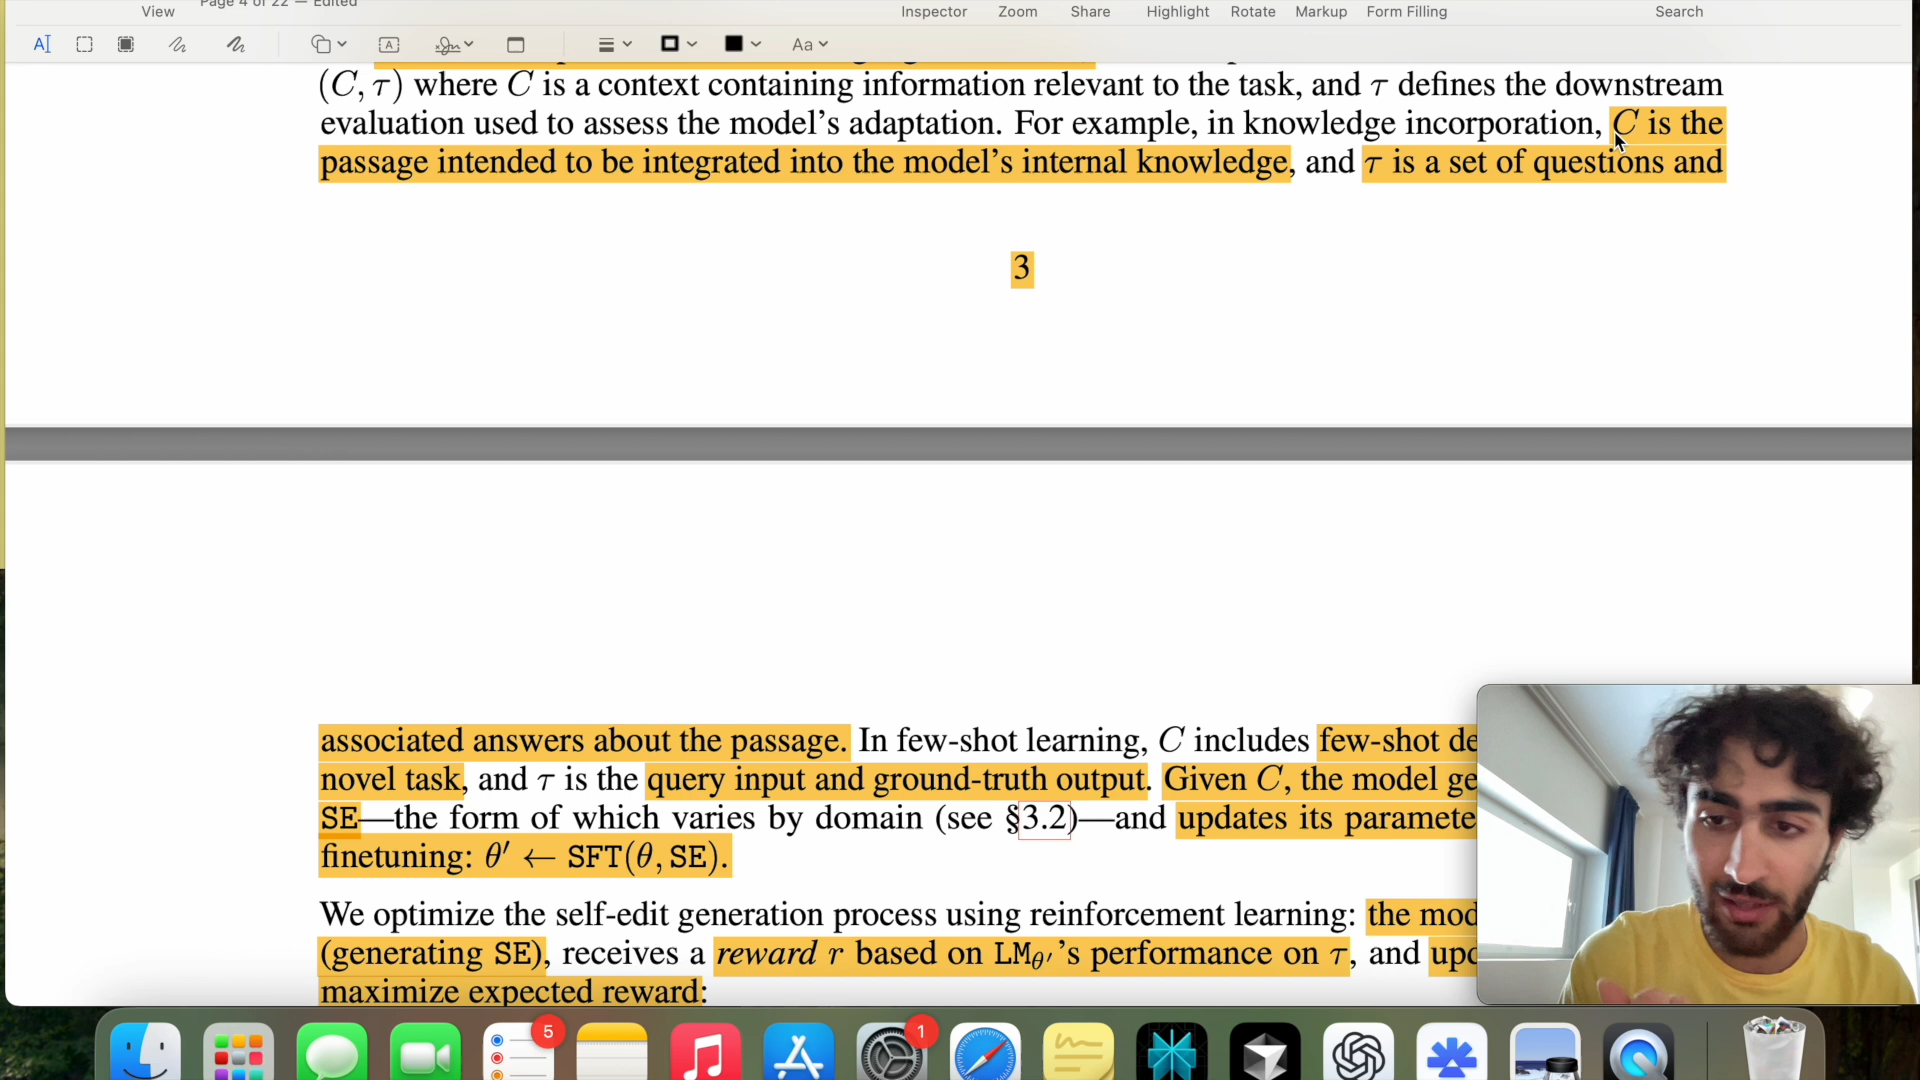 Page 4 of 22 — Edited
View
Inspector Zoom Share Highlight Rotate Markup Form Filling Search
A
Aa
(C, τ) where C is a context containing information relevant to the task, and τ defines the downstream
evaluation used to assess the model's adaptation. For example, in knowledge incorporation, C is the
passage intended to be integrated into the model's internal knowledge, and τ is a set of questions and
3
associated answers about the passage. In few-shot learning, C includes few-shot de
novel task, and τ is the query input and ground-truth output. Given C, the model ge
SE—the form of which varies by domain (see §3.2)—and updates its paramete
finetuning: θ′ ← SFT(θ, SE).
We optimize the self-edit generation process using reinforcement learning: the mod
(generating SE), receives a reward r based on LMθ′'s performance on τ, and upd
maximize expected reward:
5
1